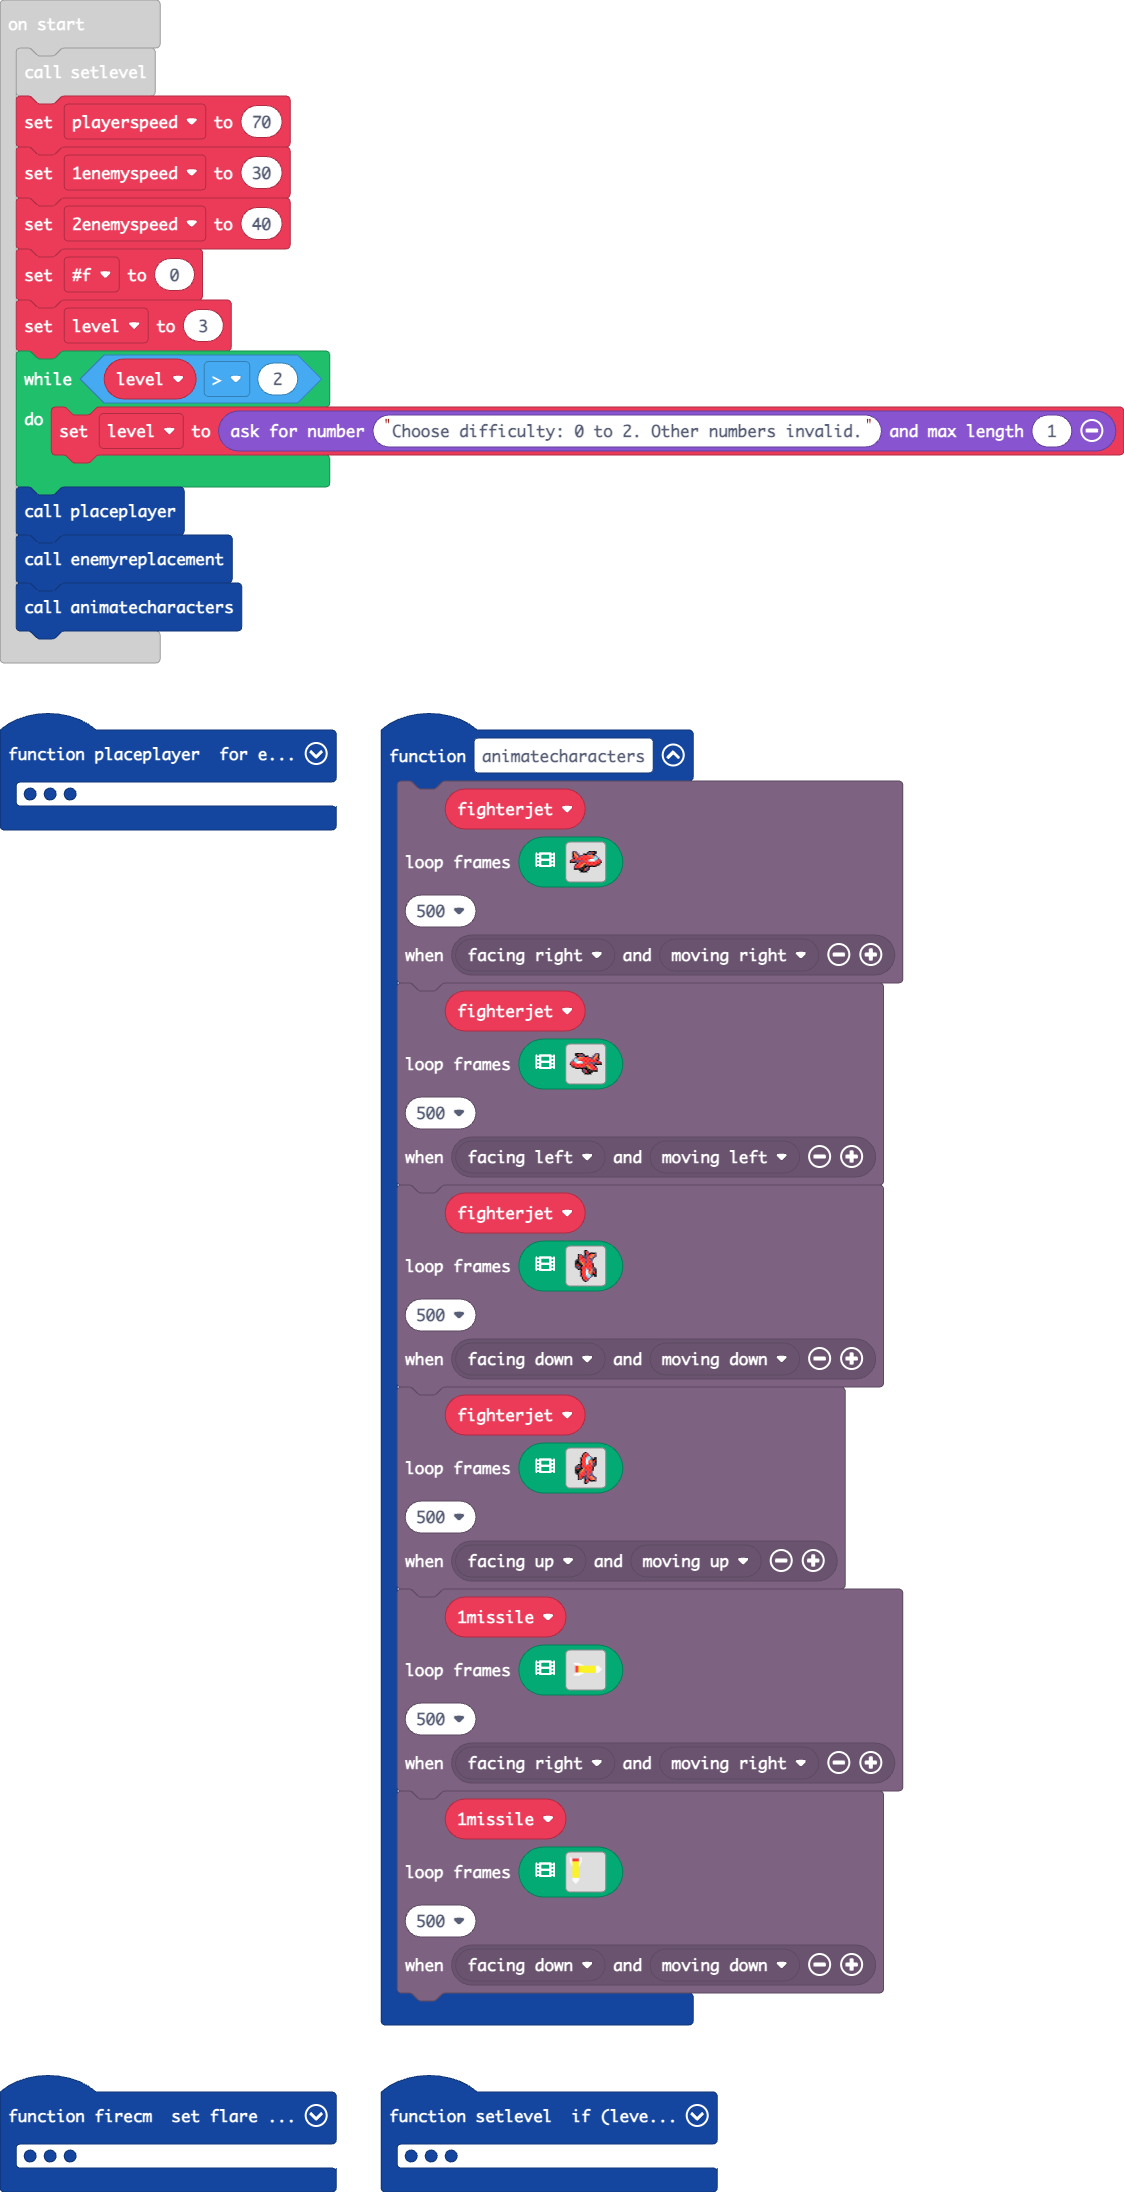 on start
call setlevel
set playerspeed to 70
set 1enemyspeed to 30
set 2enemyspeed to 40
set #f to 0
set level to 3
while level > 2
do set level to ask for number "Choose difficulty: 0 to 2. Other numbers invalid." and max length 1
call placeplayer
call enemyreplacement
call animatecharacters
function placeplayer for e...
function animatecharacters
fighterjet
loop frames
500
when facing right and moving right
fighterjet
loop frames
500
when facing left and moving left
fighterjet
loop frames
500
when facing down and moving down
fighterjet
loop frames
500
when facing up and moving up
1missile
loop frames
500
when facing right and moving right
1missile
loop frames
500
when facing down and moving down
function firecm set flare ...
function setlevel if (leve...